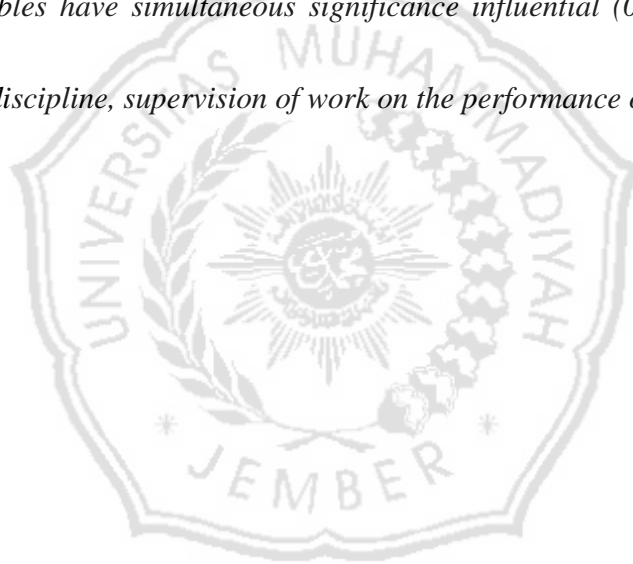 bles have simultaneous significance influential (0
discipline, supervision of work on the performance
UNIVERSITAS MUHAMMADIYAH
JEMBER